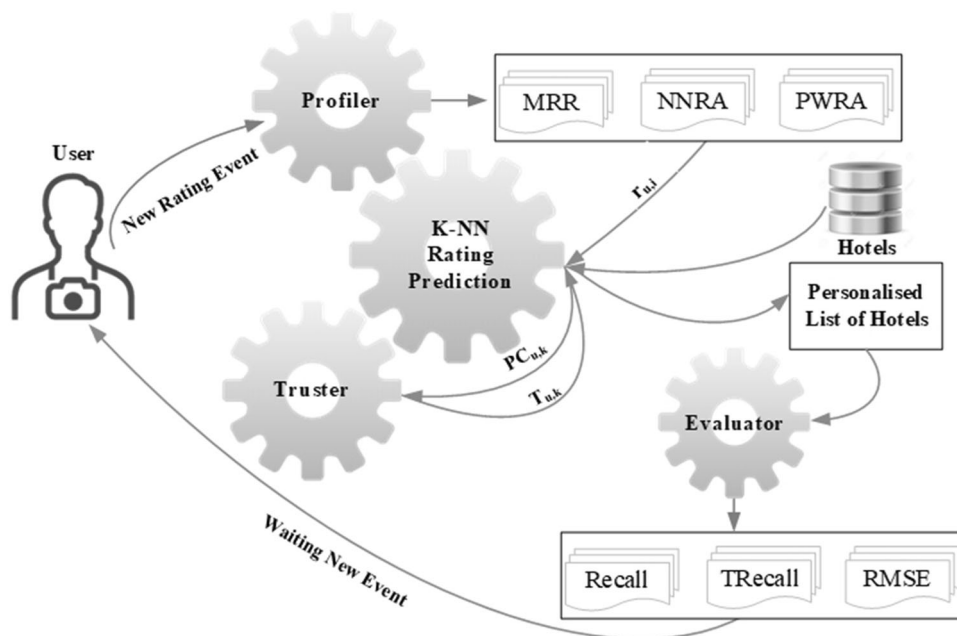 Profiler
MRR
NNRA
PWRA
User
New Rating Event
r u,i
K-NN
Rating
Prediction
Hotels
Personalised
List of Hotels
PC u,k
T u,k
Truster
Evaluator
Waiting New Event
Recall
TRecall
RMSE